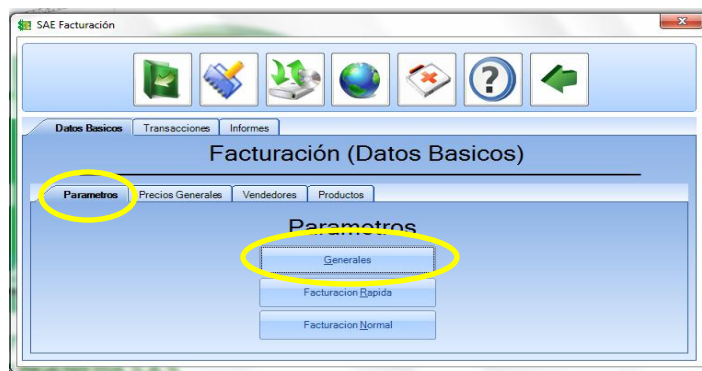 SAE Facturación
Datos Basicos Transacciones Informes
Facturación (Datos Basicos)
Parametros Precios Generales Vendedores Productos
Parametros
Generales
Facturacion Rapida
Facturacion Normal